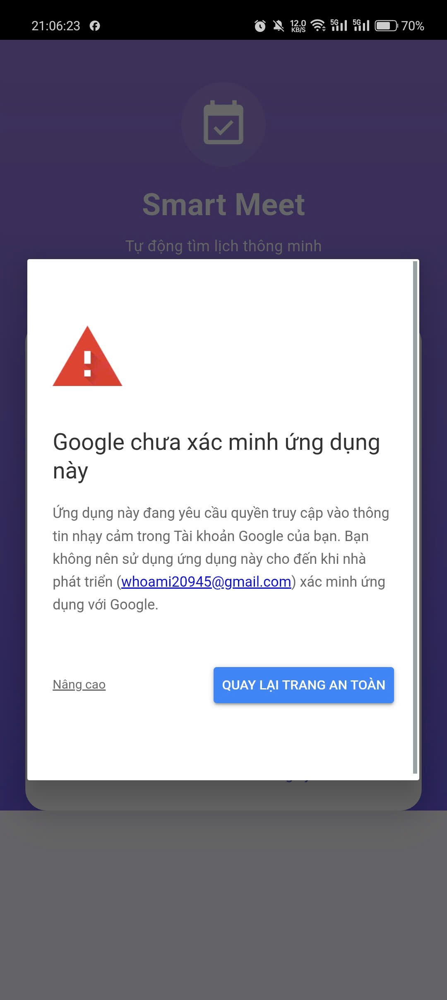 21:06:23
12.0 KB/S 5G 5G 70%
Smart Meet
Tự động tìm lịch thông minh
Google chưa xác minh ứng dụng
này
Ứng dụng này đang yêu cầu quyền truy cập vào thông
tin nhạy cảm trong Tài khoản Google của bạn. Bạn
không nên sử dụng ứng dụng này cho đến khi nhà
phát triển (whoami20945@gmail.com) xác minh ứng
dụng với Google.
Nâng cao
QUAY LẠI TRANG AN TOÀN